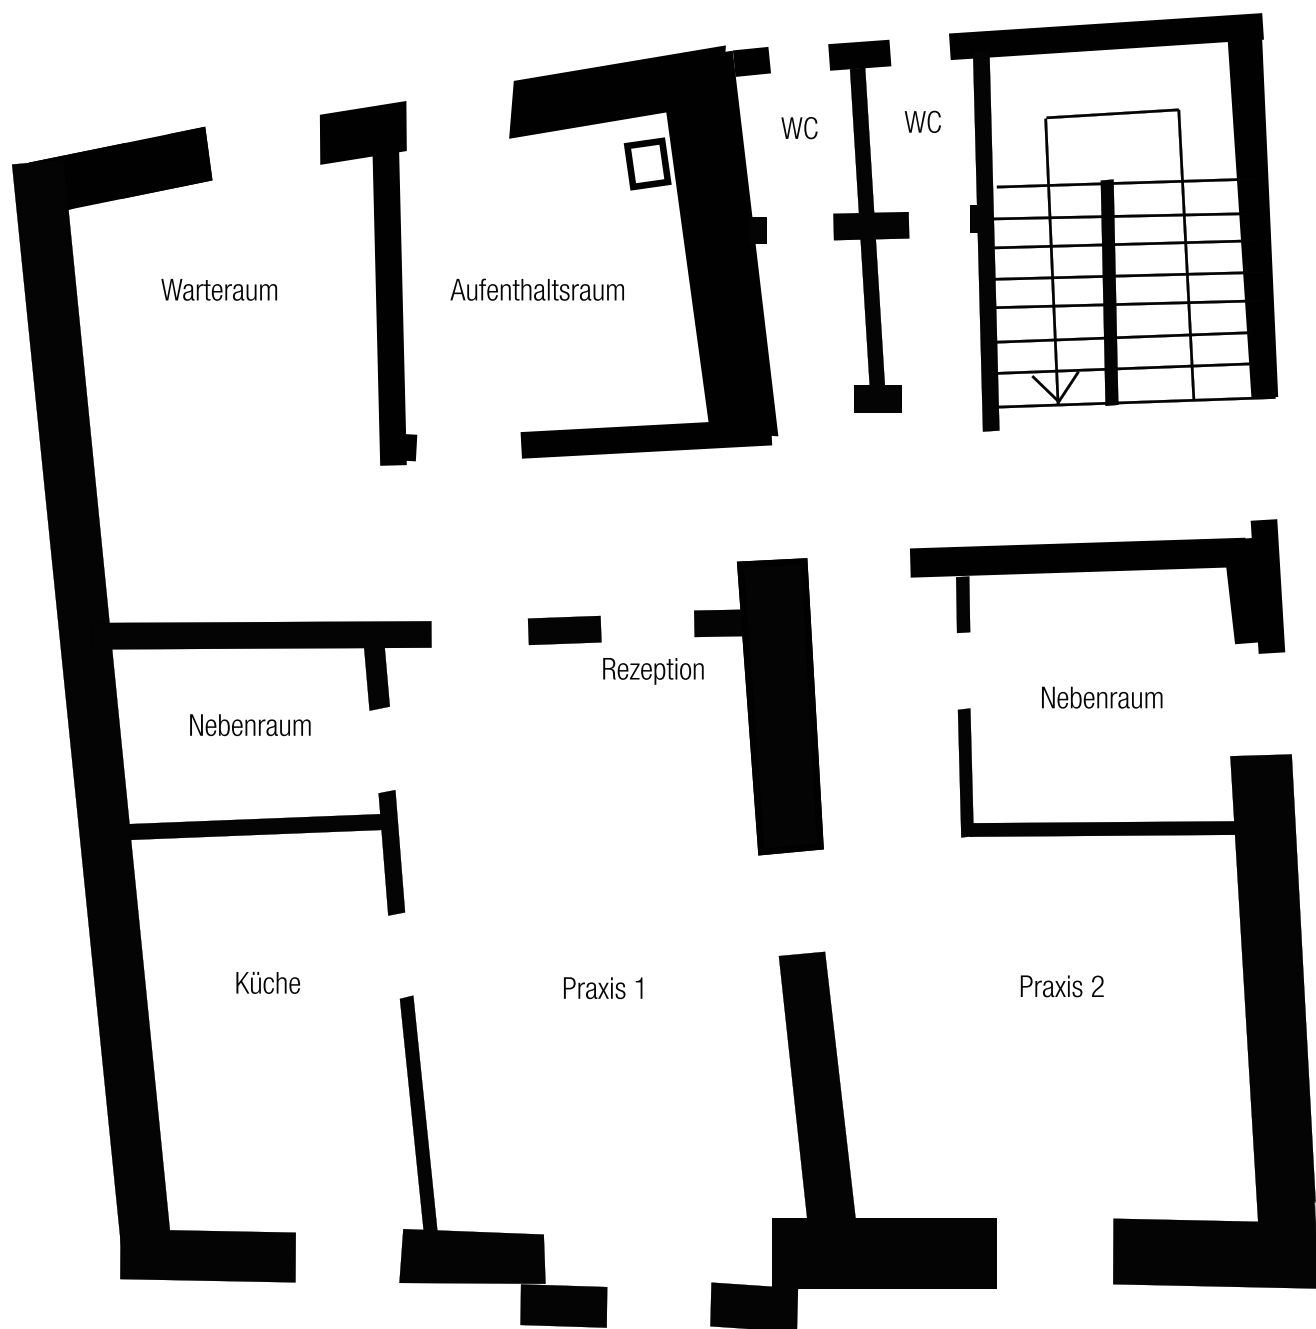 WC
WC
Warteraum
Aufenthaltsraum
Rezeption
Nebenraum
Nebenraum
Küche
Praxis 1
Praxis 2